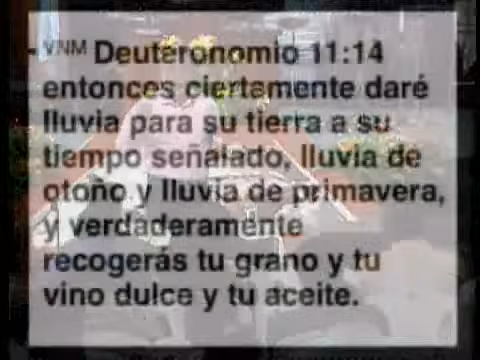 - VNM Deuteronomio 11:14
entonces ciertamente daré
lluvia para su tierra a su
tiempo señalado, lluvia de
otoño y lluvia de primavera,
y verdaderamente
recogerás tu grano y tu
vino dulce y tu aceite.